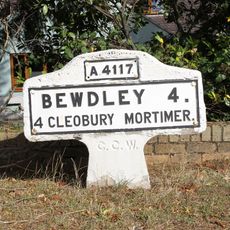 A 4117
BEWDLEY 4.
4 CLEOBURY MORTIMER.
C.C.W.